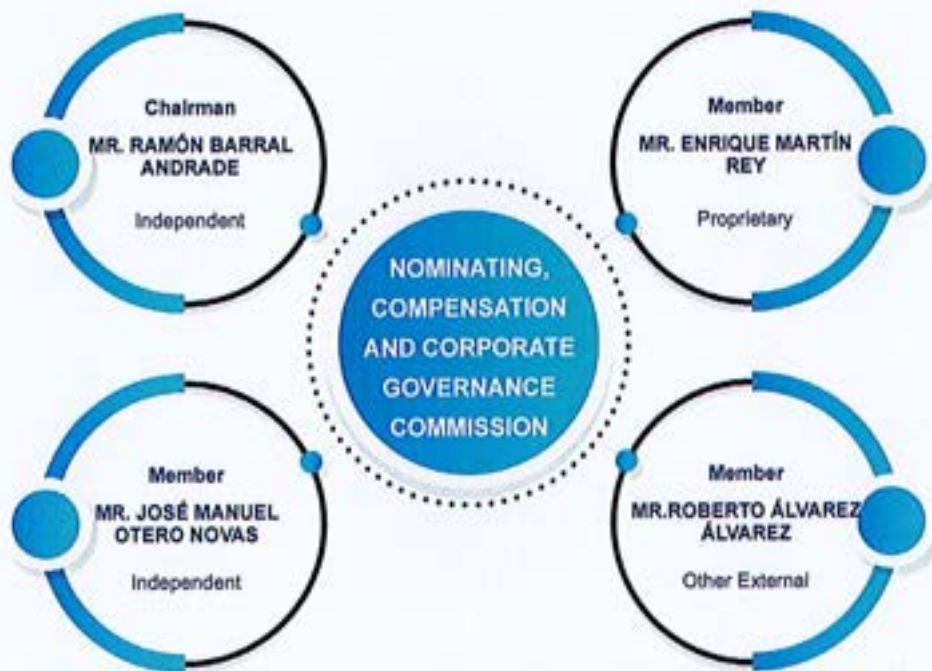 Chairman
MR. RAMÓN BARRAL
ANDRADE
Independent
Member
MR. ENRIQUE MARTÍN
REY
Proprietary
NOMINATING,
COMPENSATION
AND CORPORATE
GOVERNANCE
COMMISSION
Member
MR. JOSÉ MANUEL
OTERO NOVAS
Independent
Member
MR.ROBERTO ÁLVAREZ
ÁLVAREZ
Other External